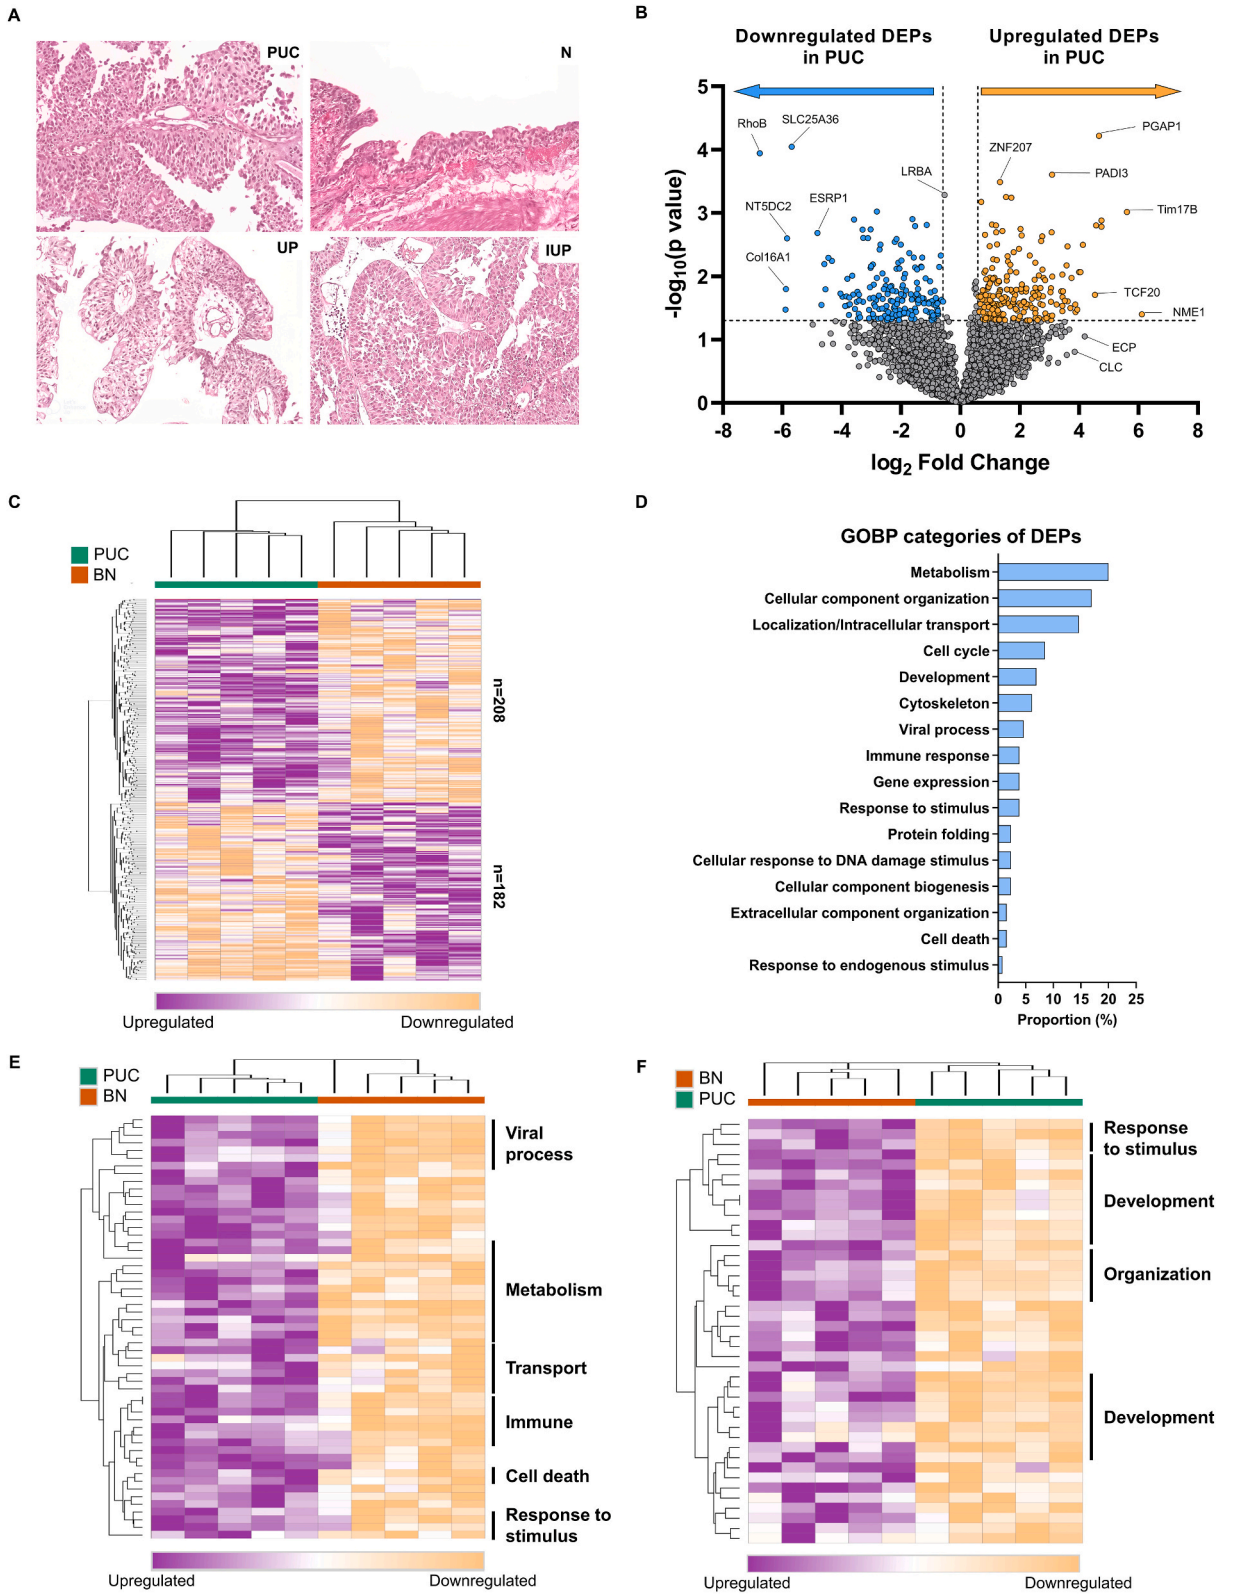 A
PUC
N
UP
IUP
B
Downregulated DEPs
in PUC
Upregulated DEPs
in PUC
5
4
3
2
1
0
-log10(p value)
RhoB
SLC25A36
LRBA
ESRP1
NT5DC2
Col16A1
ZNF207
PGAP1
PADI3
Tim17B
TCF20
NME1
ECP
CLC
-8 -6 -4 -2 0 2 4 6 8
log2 Fold Change
C
PUC
BN
n=208
n=182
Upregulated Downregulated
D
GOBP categories of DEPs
Metabolism
Cellular component organization
Localization/Intracellular transport
Cell cycle
Development
Cytoskeleton
Viral process
Immune response
Gene expression
Response to stimulus
Protein folding
Cellular response to DNA damage stimulus
Cellular component biogenesis
Extracellular component organization
Cell death
Response to endogenous stimulus
0 5 10 15 20 25
Proportion (%)
E
PUC
BN
Viral
process
Metabolism
Transport
Immune
Cell death
Response to
stimulus
Upregulated Downregulated
F
BN
PUC
Response
to stimulus
Development
Organization
Development
Upregulated Downregulated